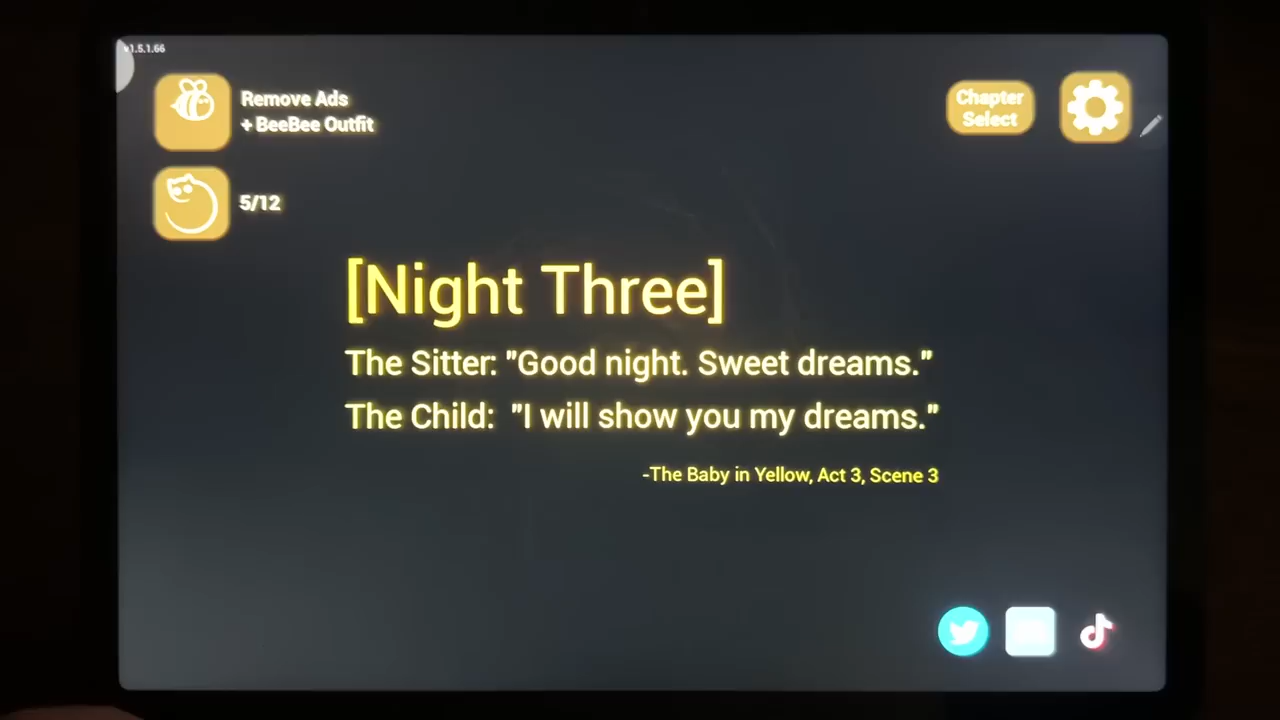 v1.5.1.66
Remove Ads
+ BeeBee Outfit
Chapter
Select
5/12
[Night Three]
The Sitter: "Good night. Sweet dreams."
The Child:  "I will show you my dreams."
-The Baby in Yellow, Act 3, Scene 3